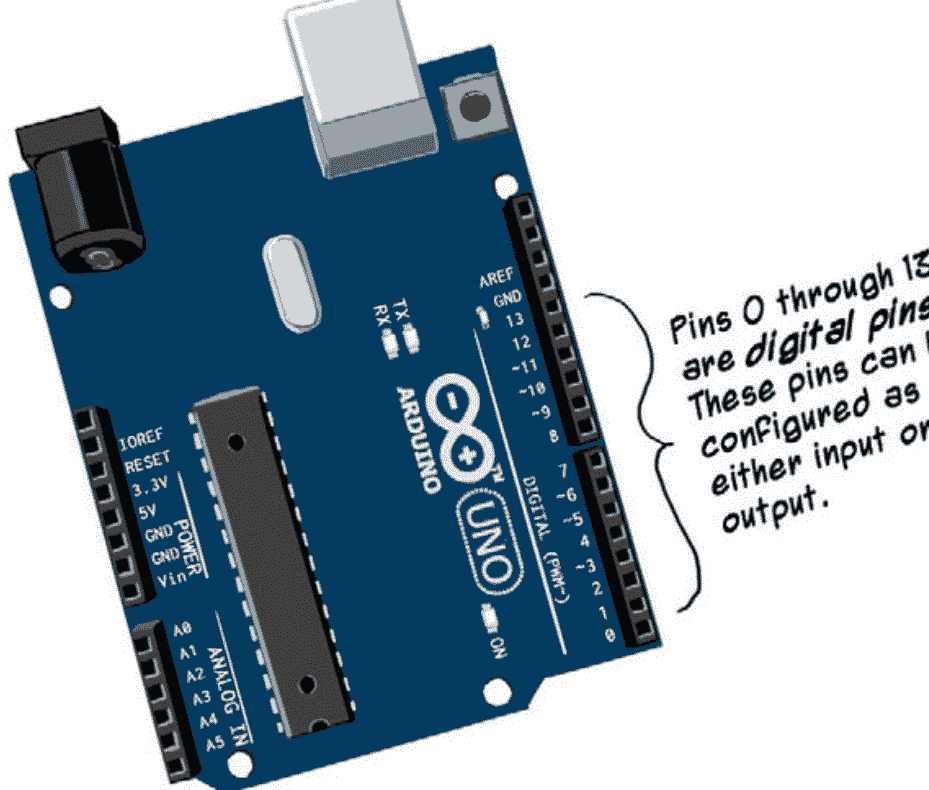 AREF
GND
13
12
~11
~10
~9
8
7
~6
~5
4
~3
2
1
0
DIGITAL (PWM~)
TX
RX
ARDUINO
TM
UNO
ON
IOREF
RESET
3.3V
5V
GND
GND
Vin
POWER
A0
A1
A2
A3
A4
A5
ANALOG IN
Pins 0 through 13
are digital pins
These pins can
configured as
either input or
output.